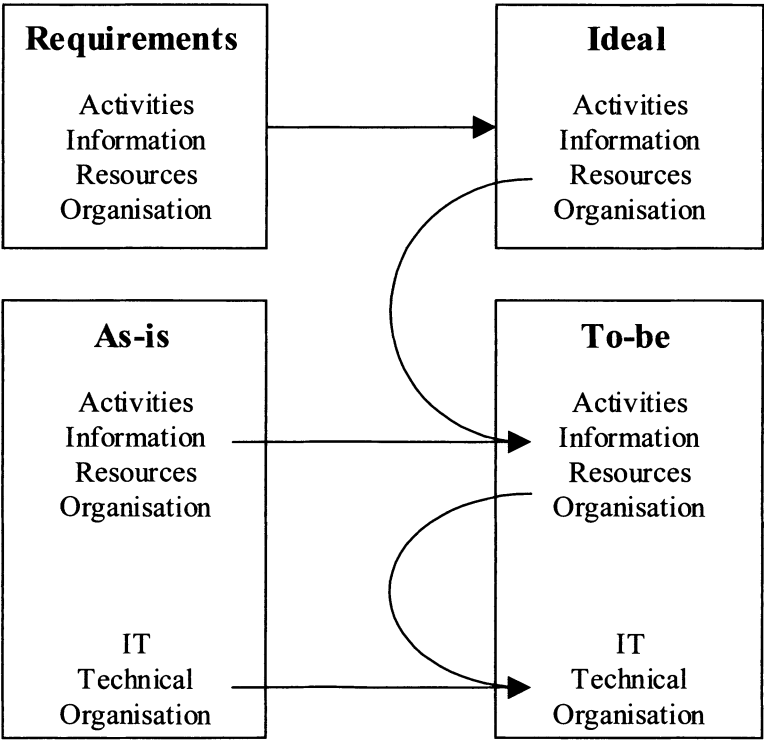 Requirements
Activities
Information
Resources
Organisation
Ideal
Activities
Information
Resources
Organisation
As-is
Activities
Information
Resources
Organisation
IT
Technical
Organisation
To-be
Activities
Information
Resources
Organisation
IT
Technical
Organisation